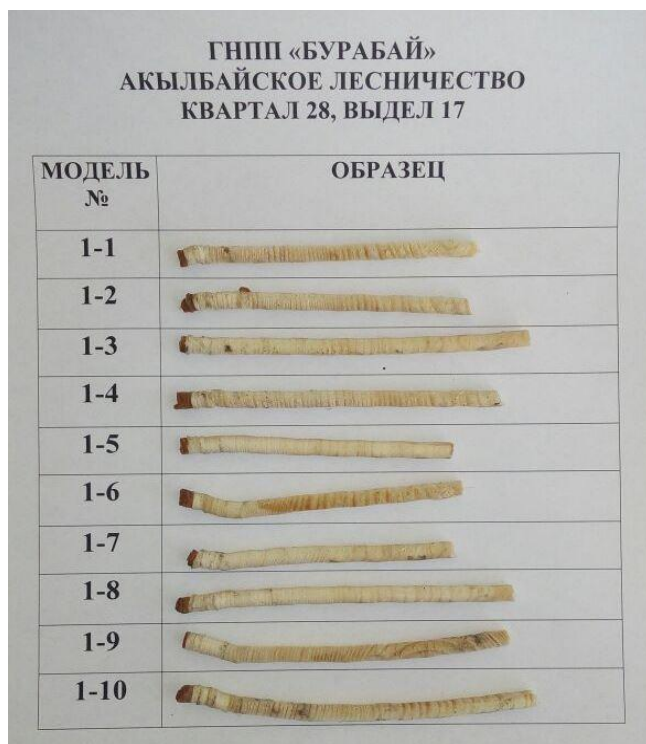 ГНПП «БУРАБАЙ»
АКЫЛБАЙСКОЕ ЛЕСНИЧЕСТВО
КВАРТАЛ 28, ВЫДЕЛ 17
МОДЕЛЬ № ОБРАЗЕЦ
1-1
1-2
1-3
1-4
1-5
1-6
1-7
1-8
1-9
1-10